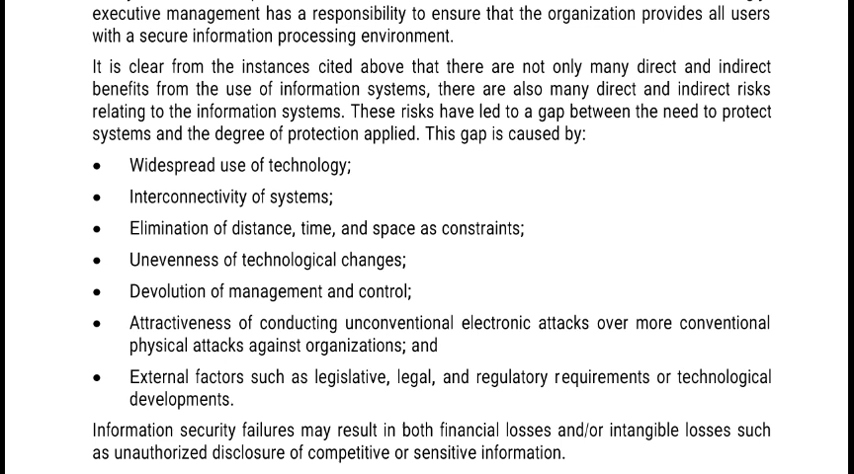 executive management has a responsibility to ensure that the organization provides all users
with a secure information processing environment.
It is clear from the instances cited above that there are not only many direct and indirect
benefits from the use of information systems, there are also many direct and indirect risks
relating to the information systems. These risks have led to a gap between the need to protect
systems and the degree of protection applied. This gap is caused by:
• Widespread use of technology;
• Interconnectivity of systems;
• Elimination of distance, time, and space as constraints;
• Unevenness of technological changes;
• Devolution of management and control;
• Attractiveness of conducting unconventional electronic attacks over more conventional
physical attacks against organizations; and
• External factors such as legislative, legal, and regulatory requirements or technological
developments.
Information security failures may result in both financial losses and/or intangible losses such
as unauthorized disclosure of competitive or sensitive information.